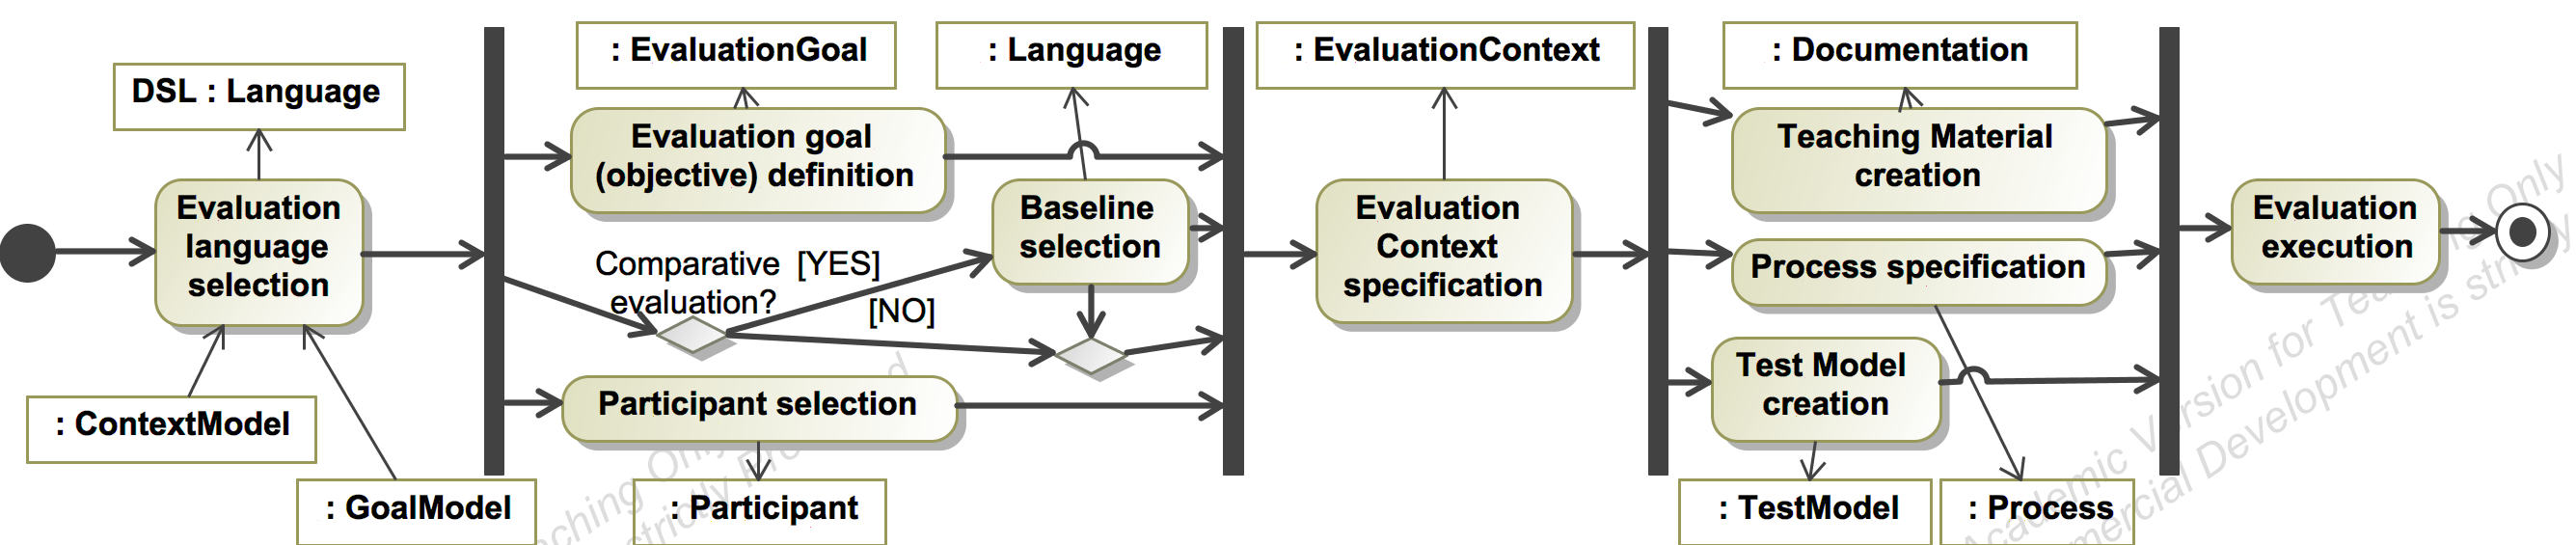 DSL : Language
Evaluation
language
selection
: ContextModel
: GoalModel
: EvaluationGoal
Evaluation goal
(objective) definition
: Language
Baseline
selection
Comparative [YES]
evaluation?
[NO]
Participant selection
: Participant
: EvaluationContext
Evaluation
Context
specification
: Documentation
Teaching Material
creation
Process specification
Test Model
creation
: TestModel
: Process
Evaluation
execution
Academic Version for Teaching Only
Development is strictly